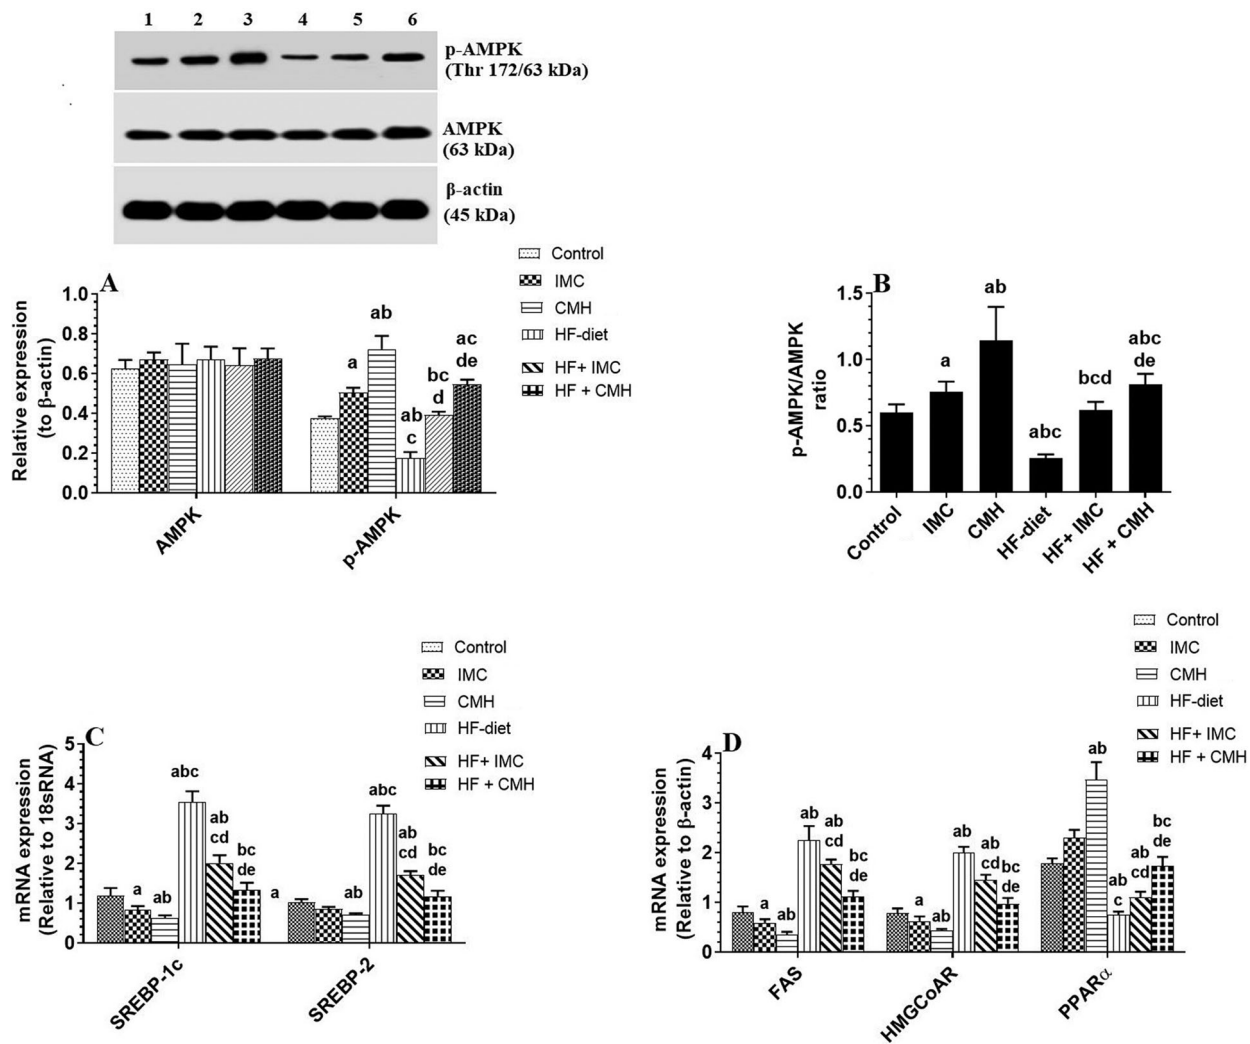 1 2 3 4 5 6
p-AMPK
(Thr 172/63 kDa)
AMPK
(63 kDa)
β-actin
(45 kDa)
Control
IMC
CMH
HF-diet
HF+ IMC
HF + CMH
A
Relative expression
(to β-actin)
1.0
0.8
0.6
0.4
0.2
0.0
a
ab
ab
c
bc
d
ac
de
AMPK
p-AMPK
B
p-AMPK/AMPK
ratio
1.5
1.0
0.5
0.0
a
ab
abc
bcd
abc
de
Control
IMC
CMH
HF-diet
HF+ IMC
HF + CMH
Control
IMC
CMH
HF-diet
HF+ IMC
HF + CMH
C
mRNA expression
(Relative to 18sRNA)
5
4
3
2
1
0
a
ab
abc
ab
cd
bc
de
a
ab
abc
ab
cd
bc
de
SREBP-1c
SREBP-2
Control
IMC
CMH
HF-diet
HF+ IMC
HF + CMH
D
mRNA expression
(Relative to β-actin)
4
3
2
1
0
a
ab
ab
ab
cd
bc
de
a
ab
ab
ab
cd
bc
de
ab
ab
c
ab
cd
bc
de
FAS
HMGCoAR
PPARα